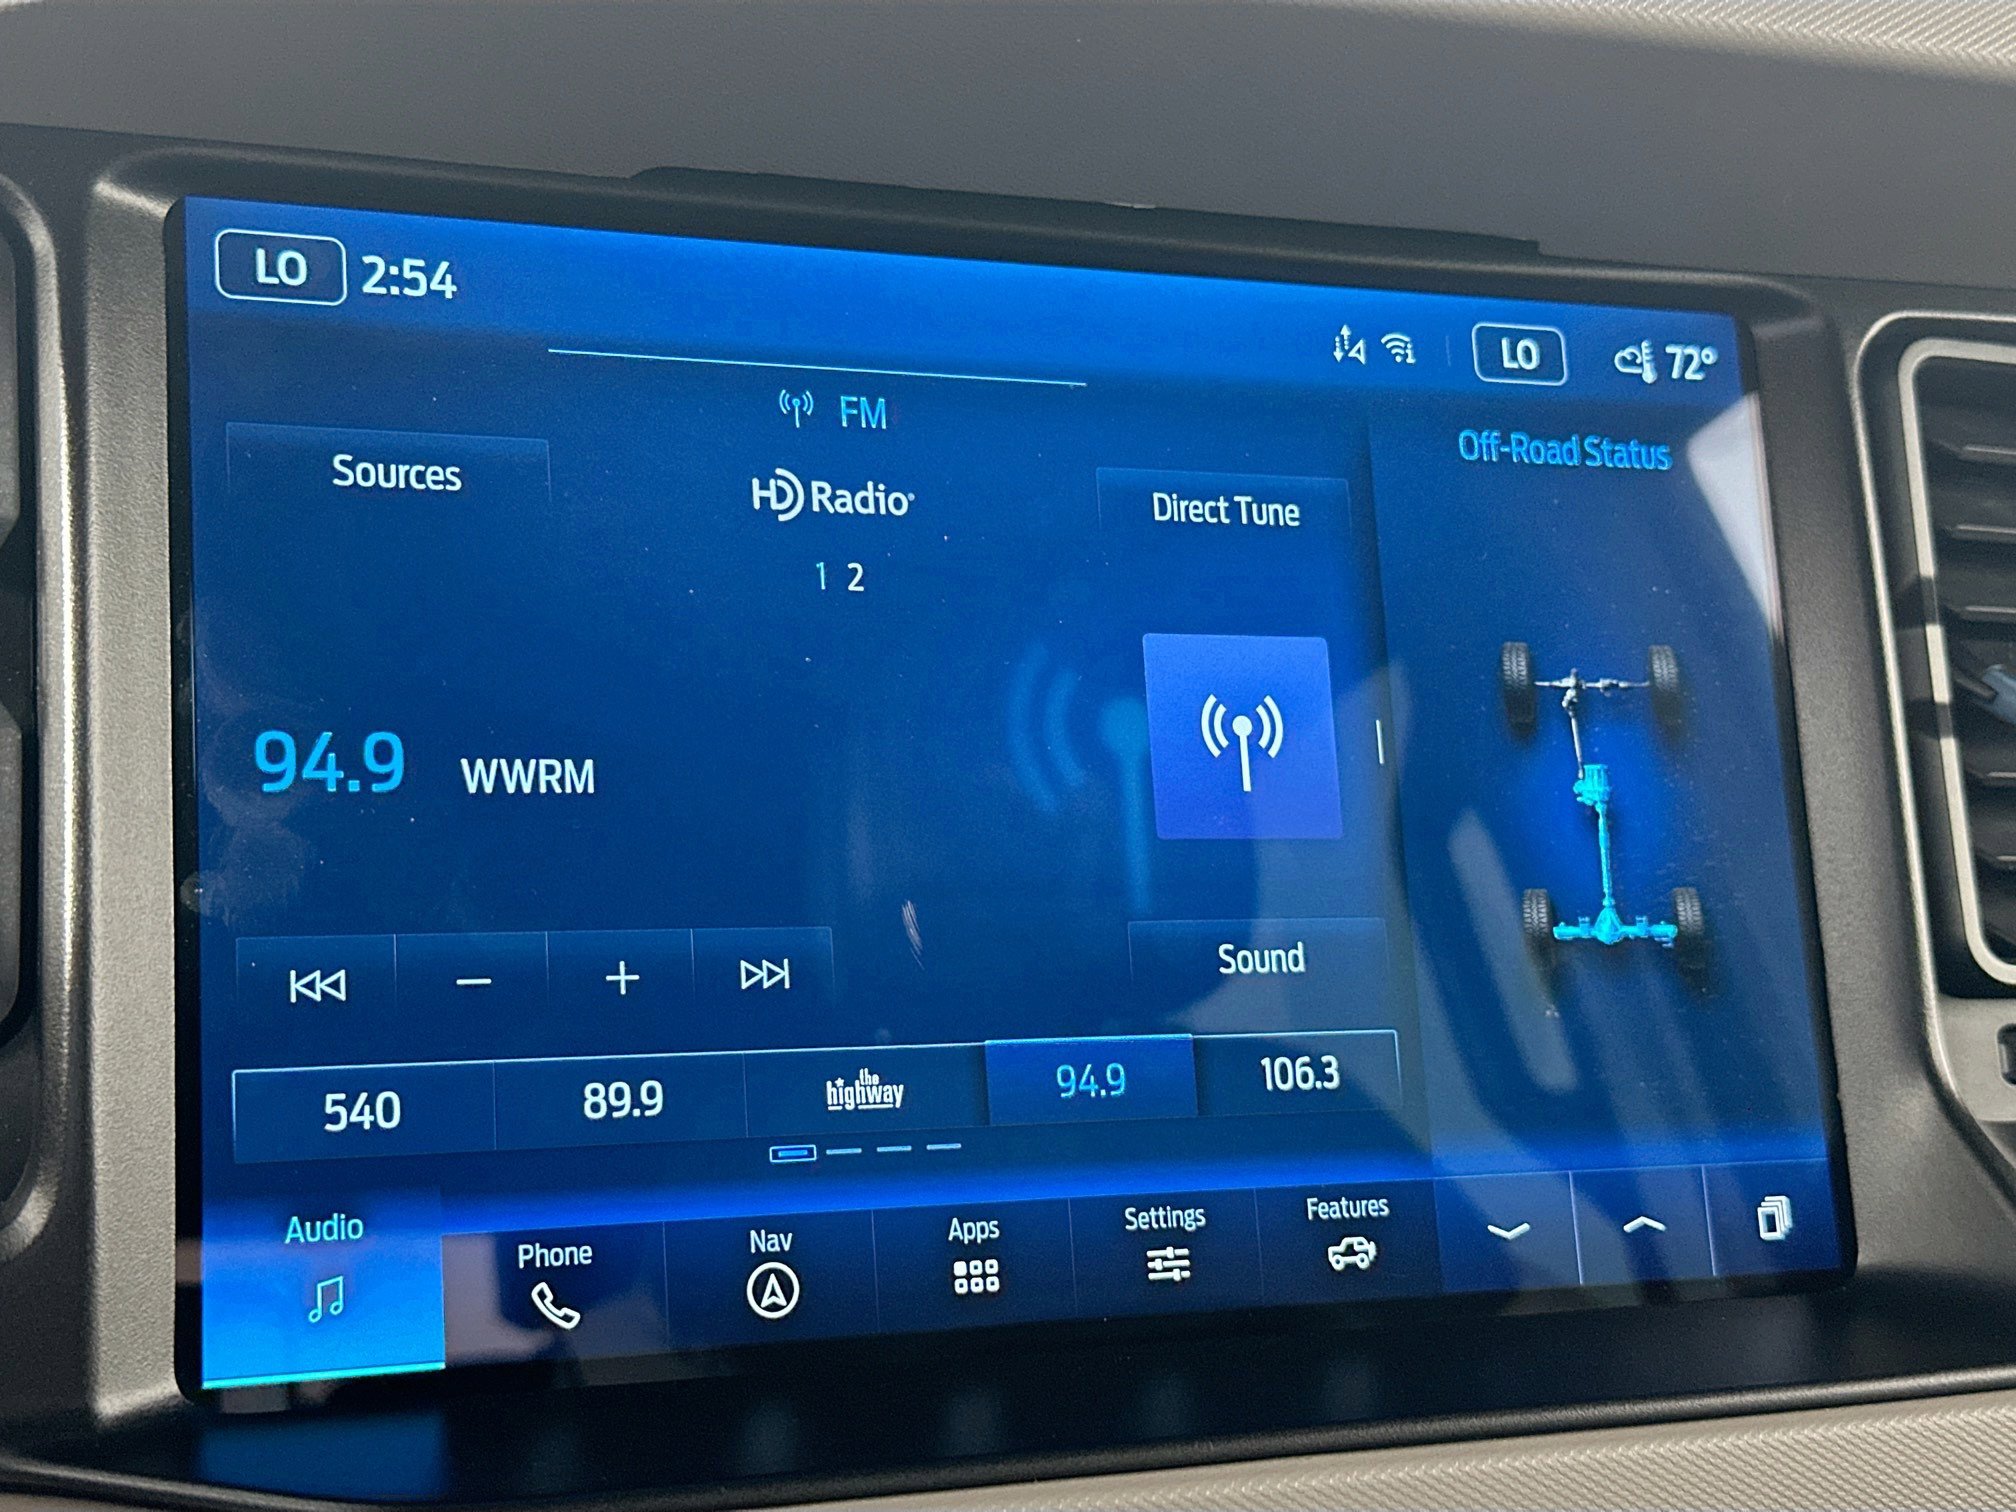 LO 2:54
LO 72°
FM
Off-Road Status
Sources
HD Radio
Direct Tune
1 2
94.9 WWRM
Sound
540 89.9 the highway 94.9 106.3
Audio Phone Nav Apps Settings Features